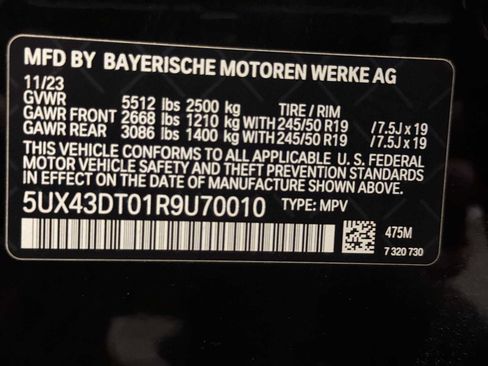 MFD BY BAYERISCHE MOTOREN WERKE AG
11/23
GVWR 5512 lbs 2500 kg TIRE / RIM
GAWR FRONT 2668 lbs 1210 kg WITH 245/50 R19 / 7.5J x 19
GAWR REAR 3086 lbs 1400 kg WITH 245/50 R19 / 7.5J x 19
THIS VEHICLE CONFORMS TO ALL APPLICABLE U. S. FEDERAL
MOTOR VEHICLE SAFETY AND THEFT PREVENTION STANDARDS
IN EFFECT ON THE DATE OF MANUFACTURE SHOWN ABOVE.
5UX43DT01R9U70010 TYPE: MPV
475M
7 320 730